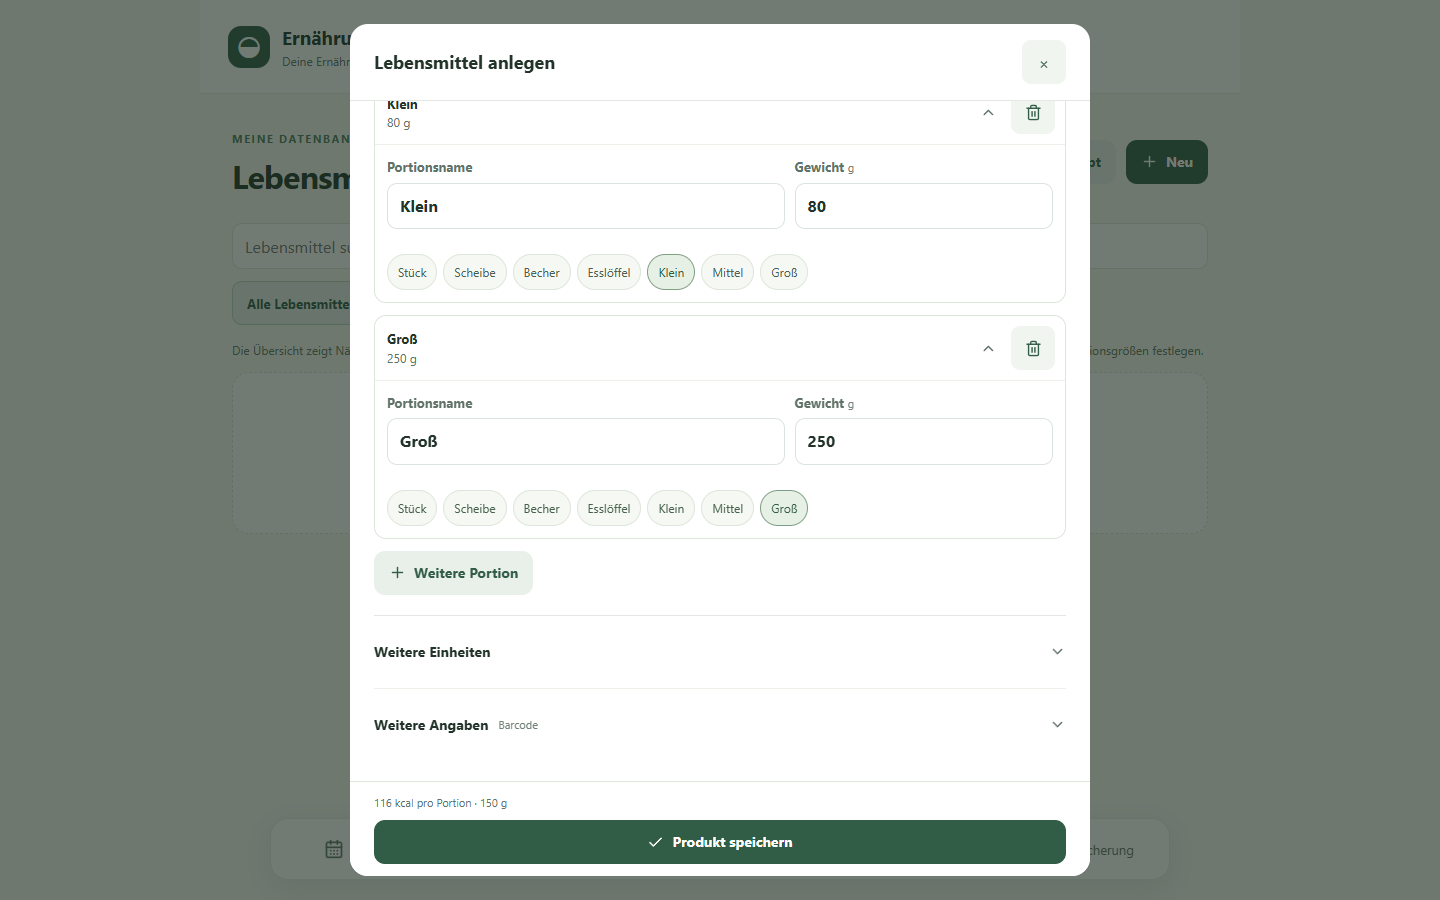 Ernähru
Deine Ernähr
MEINE DATENBAN
Lebensm
ot
Neu
Lebensmittel su
Alle Lebensmitte
Die Übersicht zeigt Nä
ionsgrößen festlegen.
cherung
Lebensmittel anlegen
×
Klein
80 g
Portionsname
Gewicht g
Klein
80
Stück Scheibe Becher Esslöffel Klein Mittel Groß
Groß
250 g
Portionsname
Gewicht g
Groß
250
Stück Scheibe Becher Esslöffel Klein Mittel Groß
Weitere Portion
Weitere Einheiten
Weitere Angaben Barcode
116 kcal pro Portion · 150 g
Produkt speichern